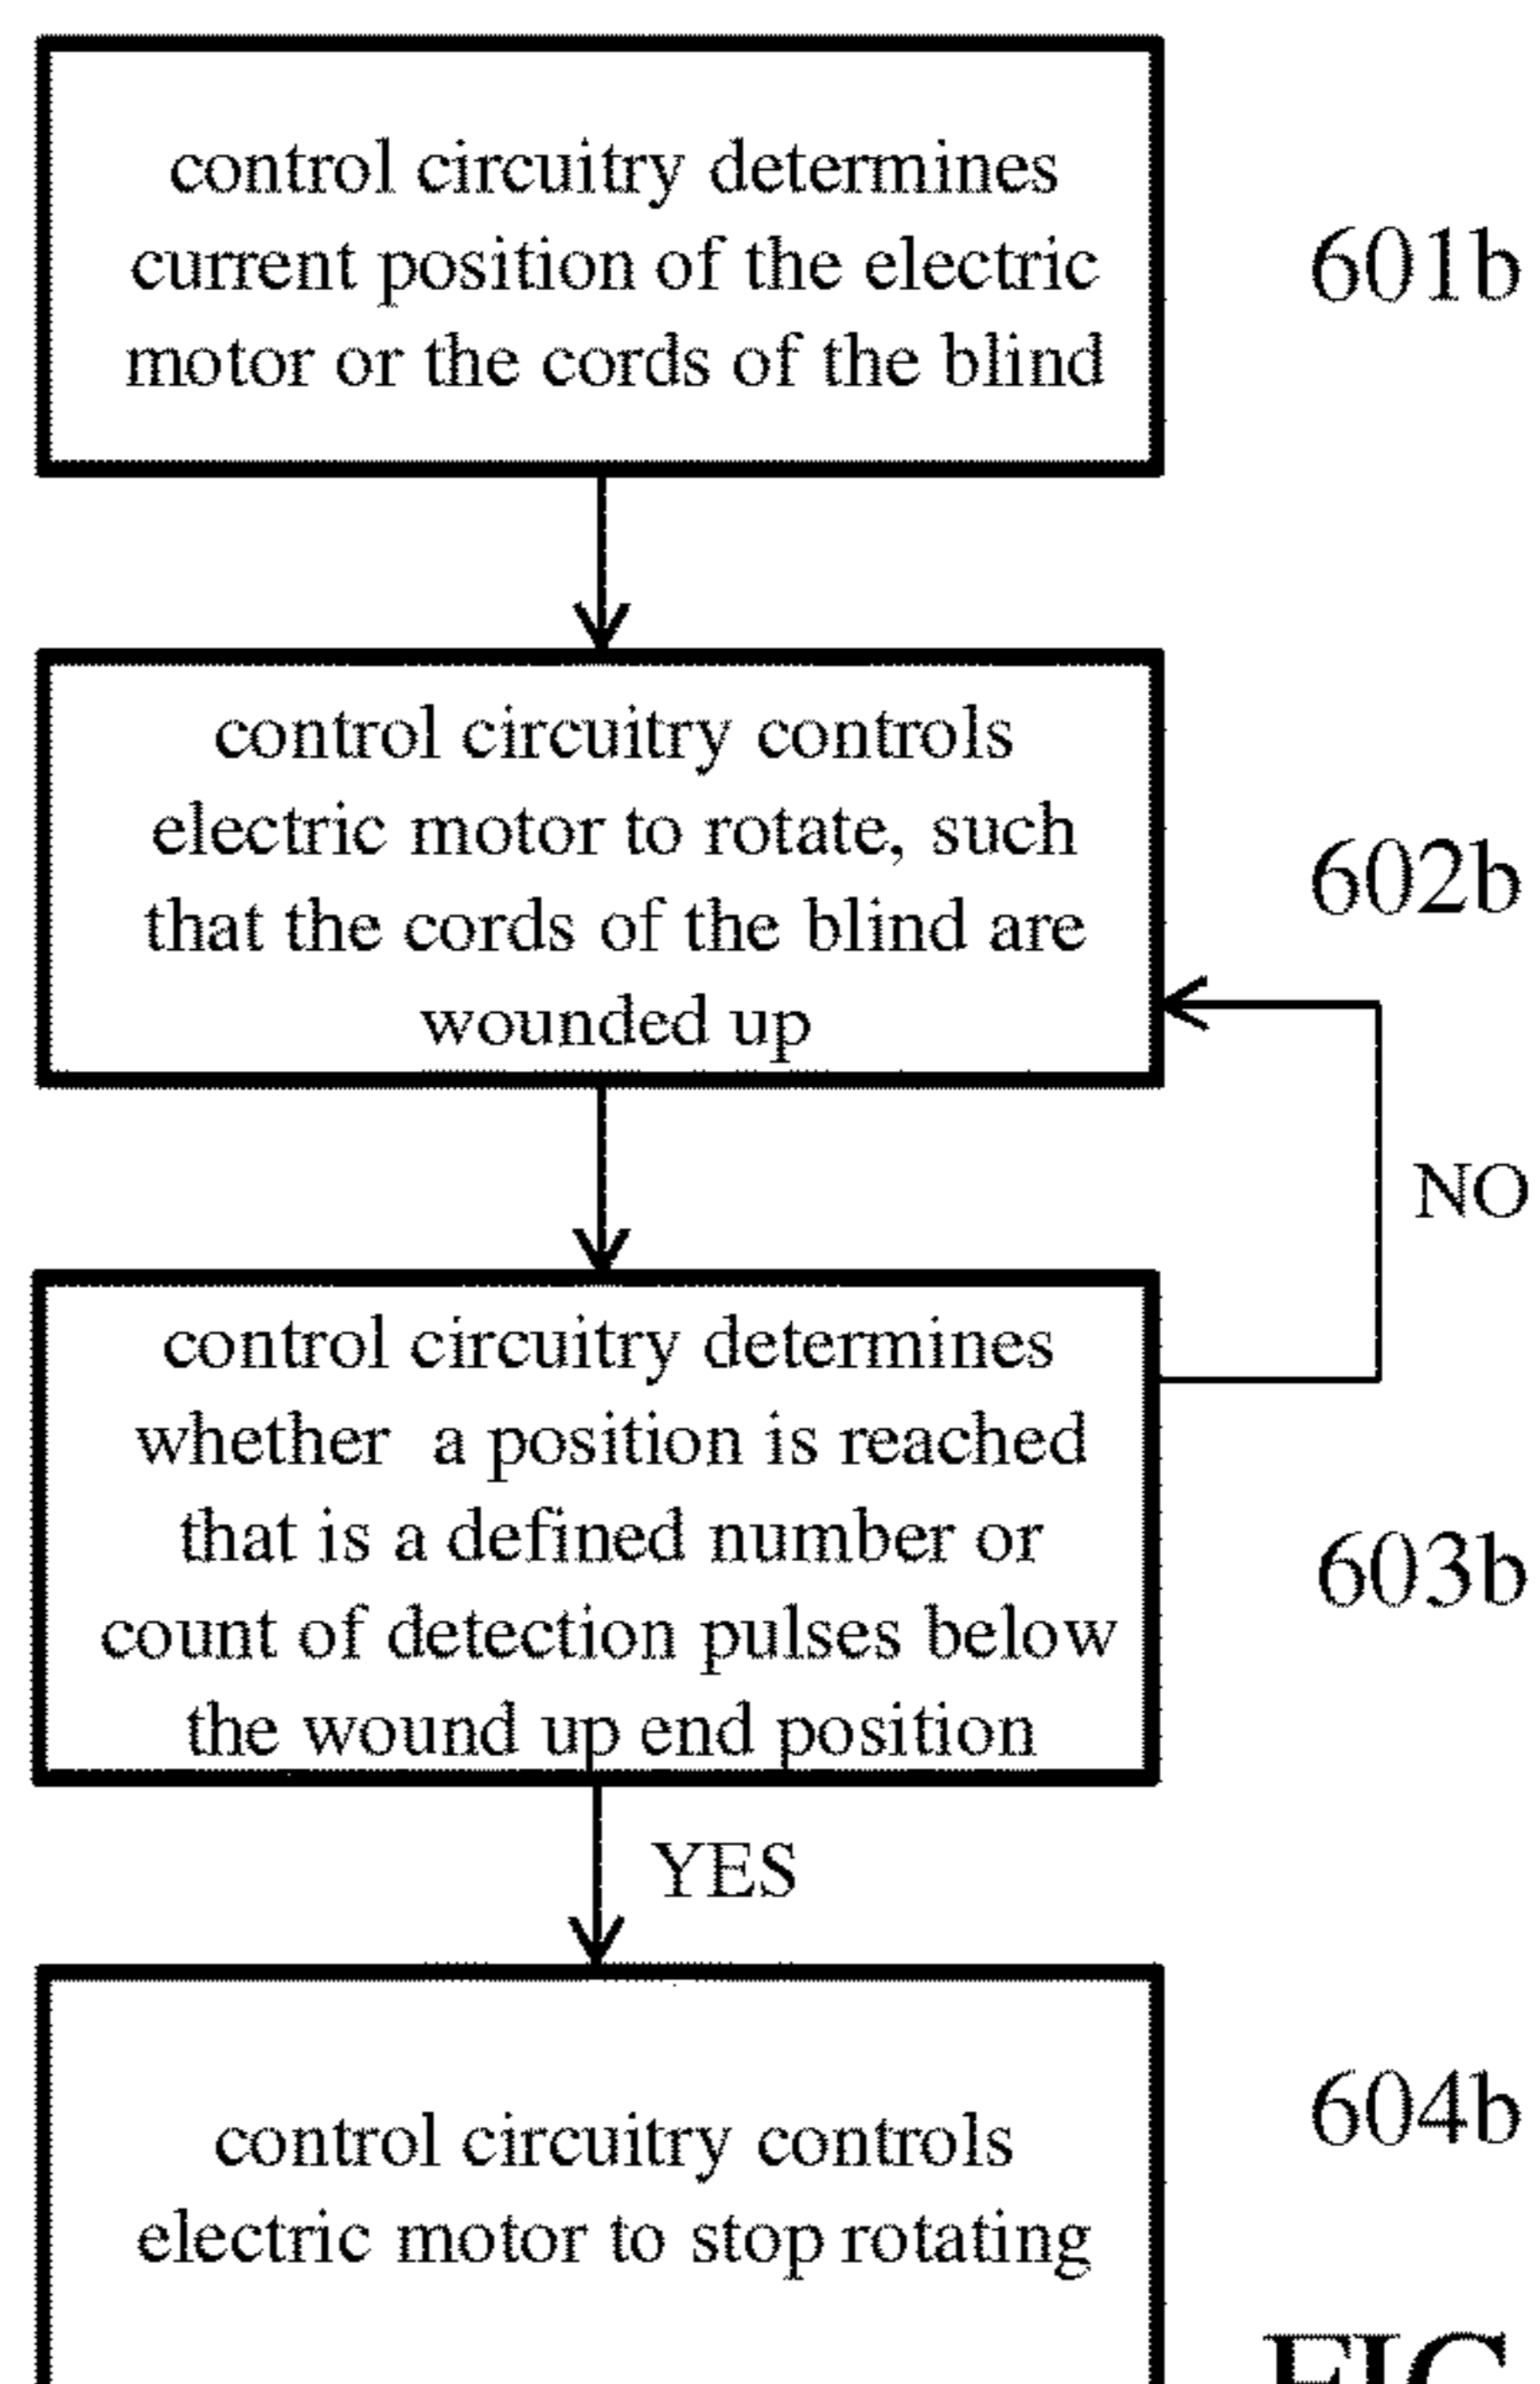 control circuitry determines
current position of the electric
motor or the cords of the blind
601b
control circuitry controls
electric motor to rotate, such
that the cords of the blind are
wounded up
602b
NO
control circuitry determines
whether a position is reached
that is a defined number or
count of detection pulses below
the wound up end position
603b
YES
control circuitry controls
electric motor to stop rotating
604b